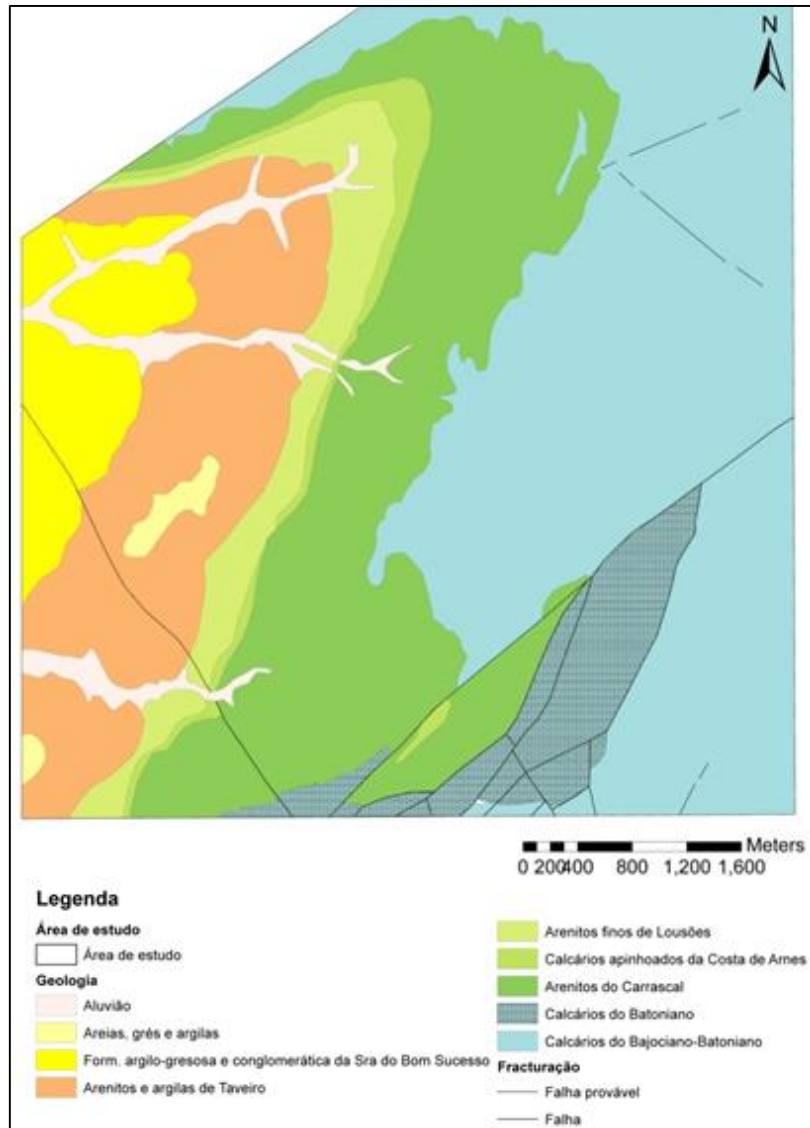 N
Meters
0 200400 800 1,200 1,600
Legenda
Área de estudo
Área de estudo
Geologia
Aluvião
Areias, grés e argilas
Form. argilo-gresosa e conglomerática da Sra do Bom Sucesso
Arenitos e argilas de Taveiro
Arenitos finos de Lousões
Calcários apinhoados da Costa de Arnes
Arenitos do Carrascal
Calcários do Batoniano
Calcários do Bajociano-Batoniano
Fracturação
Falha provável
Falha